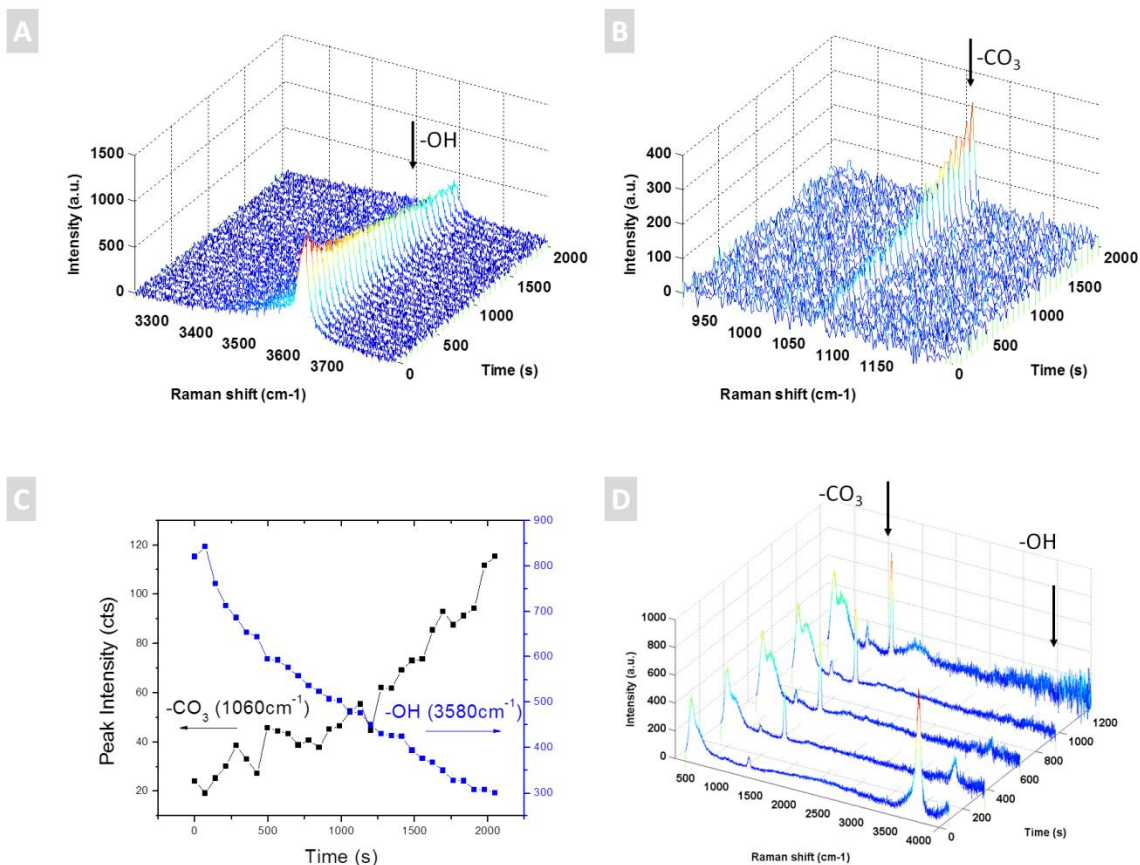 A
-OH
1500
1000
500
0
Intensity (a.u.)
3300
3400
3500
3600
3700
Raman shift (cm-1)
0
500
1000
1500
2000
Time (s)
B
-CO₃
400
300
200
100
0
Intensity (a.u.)
950
1000
1050
1100
1150
Raman shift (cm-1)
0
500
1000
1500
2000
Time (s)
C
120
100
80
60
40
20
Peak Intensity (cts)
900
800
700
600
500
400
300
-CO₃ (1060cm⁻¹)
-OH (3580cm⁻¹)
0 500 1000 1500 2000
Time (s)
D
-CO₃
-OH
1000
800
600
400
200
0
Intensity (a.u.)
500
1000
1500
2000
2500
3000
3500
4000
Raman shift (cm-1)
0
200
400
600
800
1000
1200
Time (s)